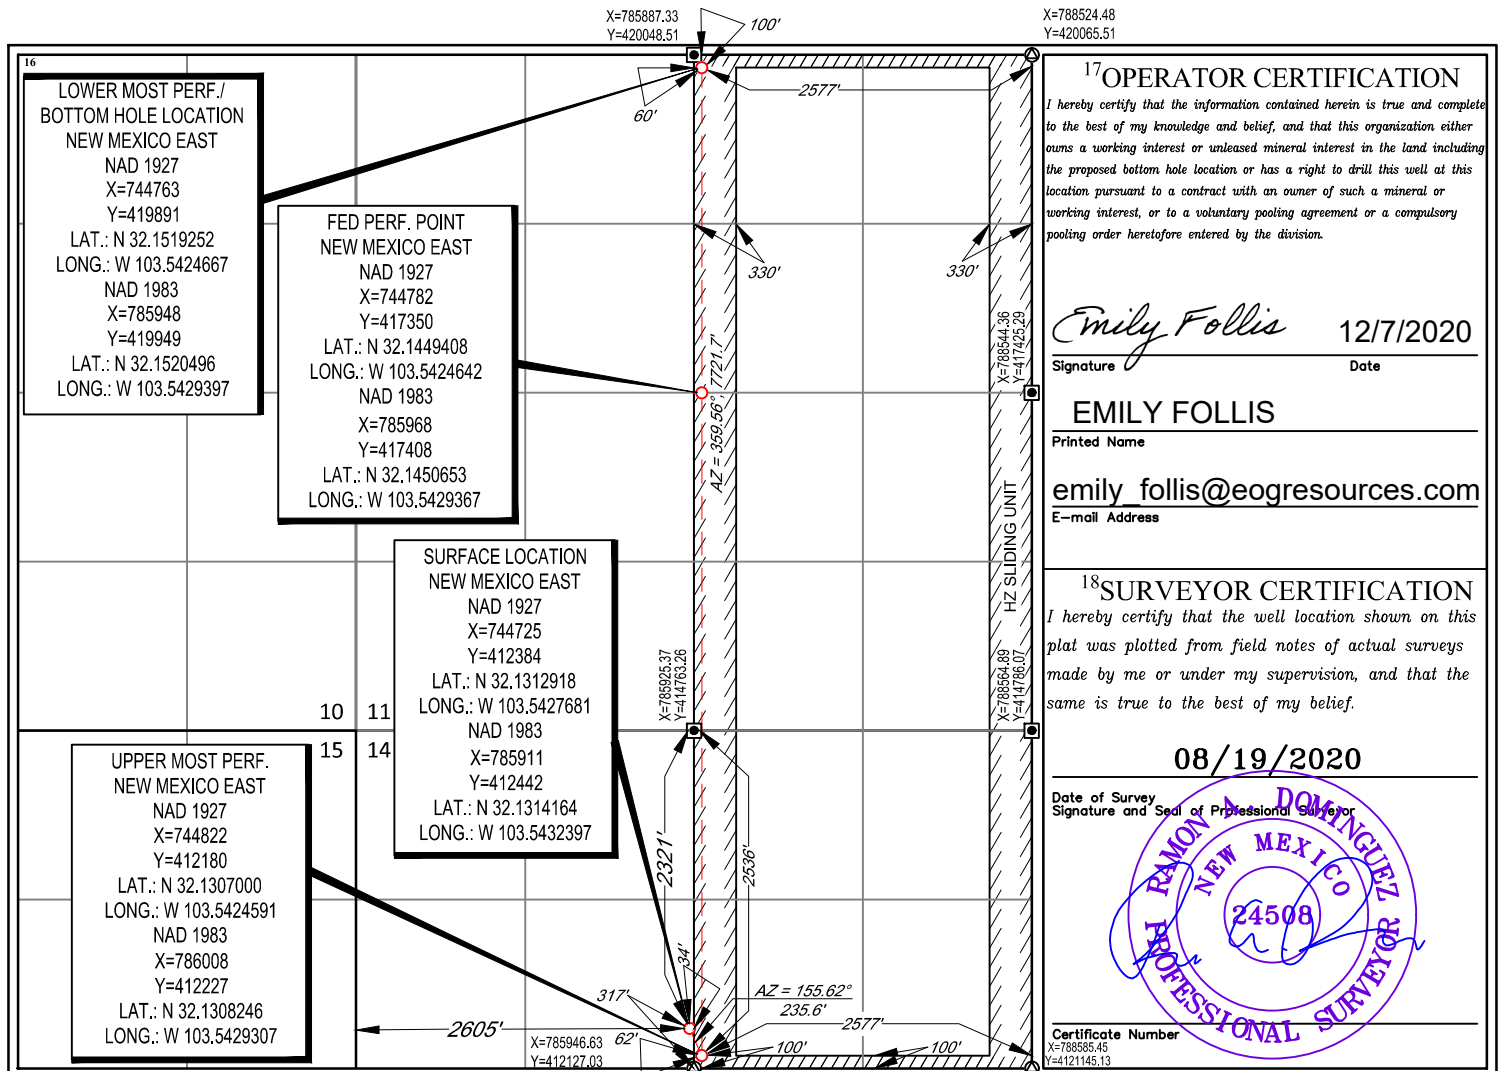 X=785887.33
Y=420048.51
100'
X=788524.48
Y=420065.51
16
LOWER MOST PERF./
BOTTOM HOLE LOCATION
NEW MEXICO EAST
NAD 1927
X=744763
Y=419891
LAT.: N 32.1519252
LONG.: W 103.5424667
NAD 1983
X=785948
Y=419949
LAT.: N 32.1520496
LONG.: W 103.5429397
60'
2577'
FED PERF. POINT
NEW MEXICO EAST
NAD 1927
X=744782
Y=417350
LAT.: N 32.1449408
LONG.: W 103.5424642
NAD 1983
X=785968
Y=417408
LAT.: N 32.1450653
LONG.: W 103.5429367
330'
330'
AZ = 359.56°, 7721.7'
X=788544.36
Y=417425.29
HZ SLIDING UNIT
SURFACE LOCATION
NEW MEXICO EAST
NAD 1927
X=744725
Y=412384
LAT.: N 32.1312918
LONG.: W 103.5427681
NAD 1983
X=785911
Y=412442
LAT.: N 32.1314164
LONG.: W 103.5432397
X=785925.37
Y=414763.26
X=788564.89
Y=414786.07
10 11
15 14
UPPER MOST PERF.
NEW MEXICO EAST
NAD 1927
X=744822
Y=412180
LAT.: N 32.1307000
LONG.: W 103.5424591
NAD 1983
X=786008
Y=412227
LAT.: N 32.1308246
LONG.: W 103.5429307
2321'
2536'
34'
317'
AZ = 155.62°
235.6'
2605'
2577'
62'
100'
100'
X=785946.63
Y=412127.03
17 OPERATOR CERTIFICATION
I hereby certify that the information contained herein is true and complete
to the best of my knowledge and belief, and that this organization either
owns a working interest or unleased mineral interest in the land including
the proposed bottom hole location or has a right to drill this well at this
location pursuant to a contract with an owner of such a mineral or
working interest, or to a voluntary pooling agreement or a compulsory
pooling order heretofore entered by the division.
Emily Follis 12/7/2020
Signature Date
EMILY FOLLIS
Printed Name
emily_follis@eogresources.com
E-mail Address
18 SURVEYOR CERTIFICATION
I hereby certify that the well location shown on this
plat was plotted from field notes of actual surveys
made by me or under my supervision, and that the
same is true to the best of my belief.
08/19/2020
Date of Survey
Signature and Seal of Professional Surveyor
RAMON A. DOMINGUEZ
NEW MEXICO
24508
PROFESSIONAL SURVEYOR
Certificate Number
X=788585.45
Y=4121145.13